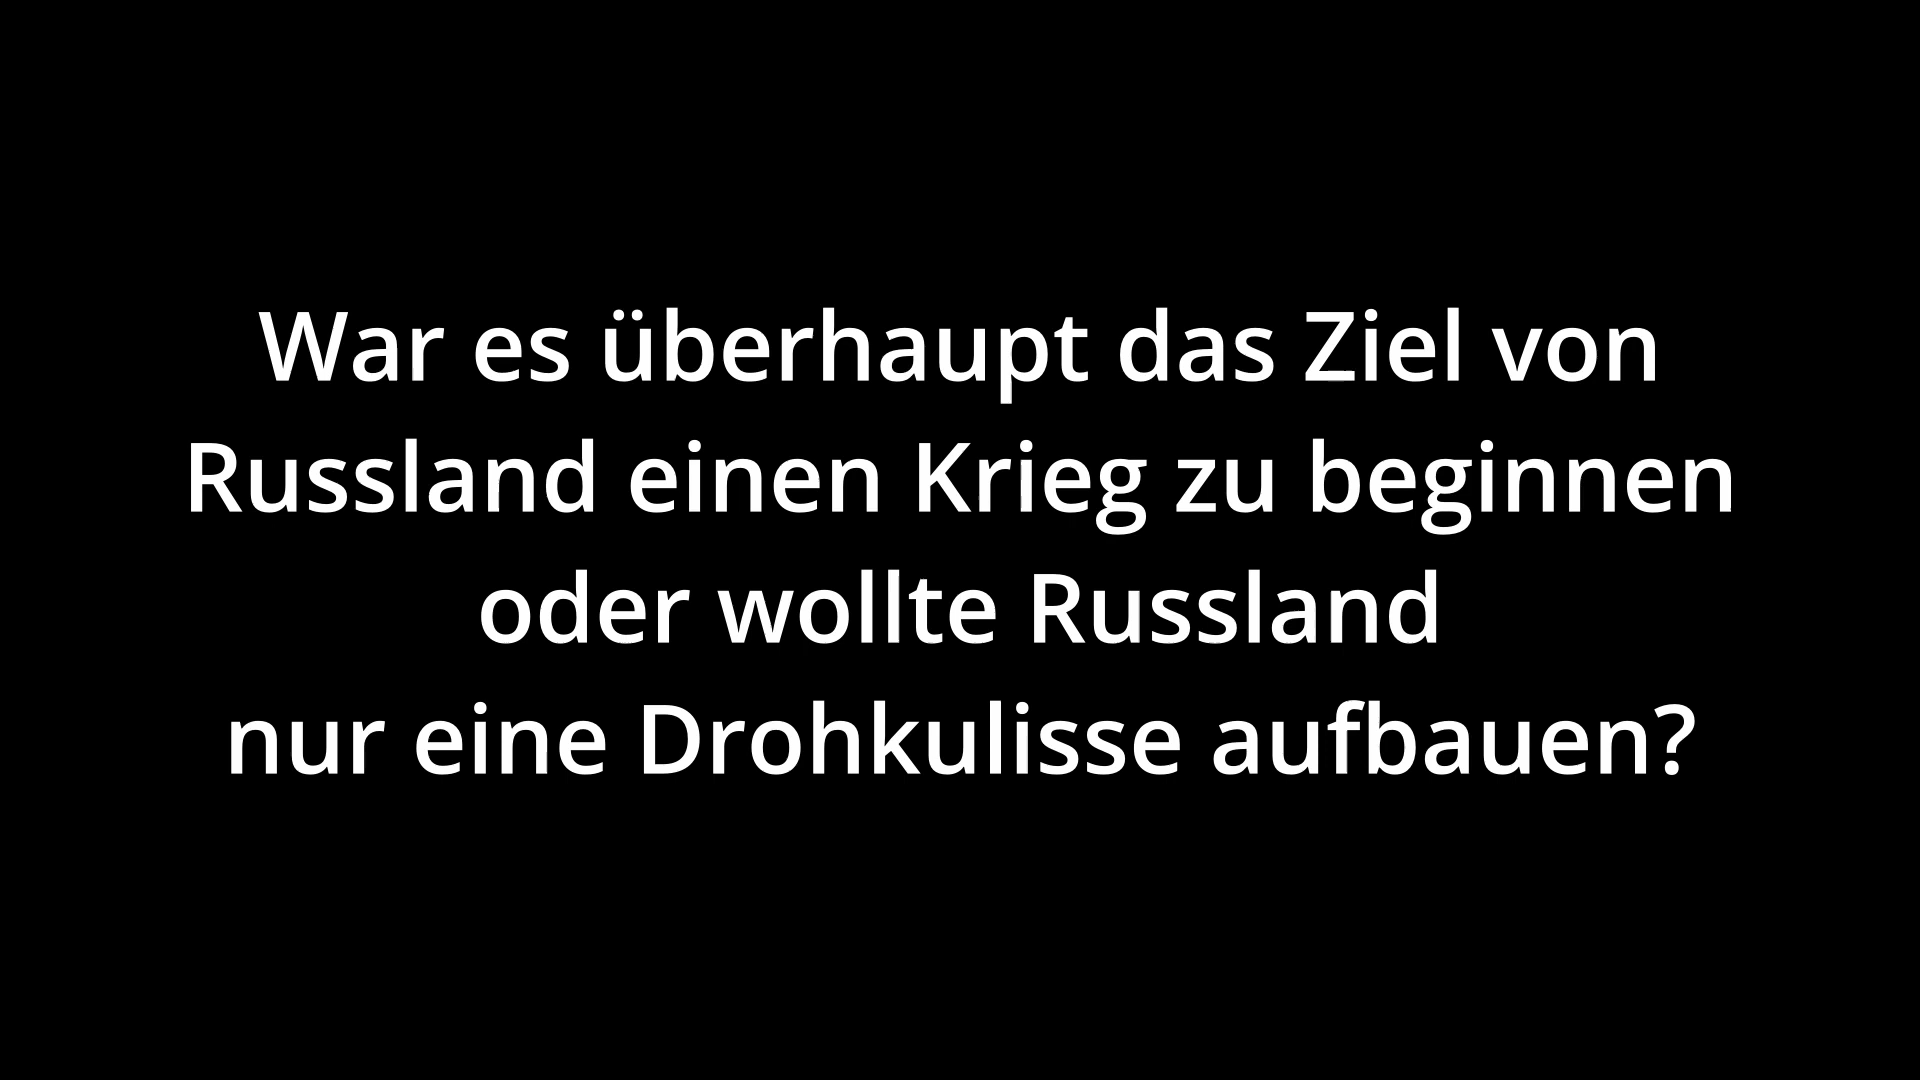 War es überhaupt das Ziel von
Russland einen Krieg zu beginnen
oder wollte Russland
nur eine Drohkulisse aufbauen?